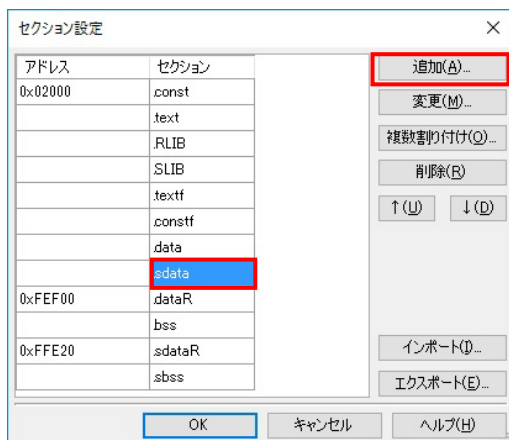 セクション設定
アドレス セクション
0x02000 .const
.text
.RLIB
.SLIB
.textf
.constf
.data
.sdata
0xFEF00 .dataR
.bss
0xFFE20 .sdataR
.sbss
追加(A)...
変更(M)...
複数割り付け(O)...
削除(R)
↑(U) ↓(D)
インポート(I)...
エクスポート(E)...
OK キャンセル ヘルプ(H)